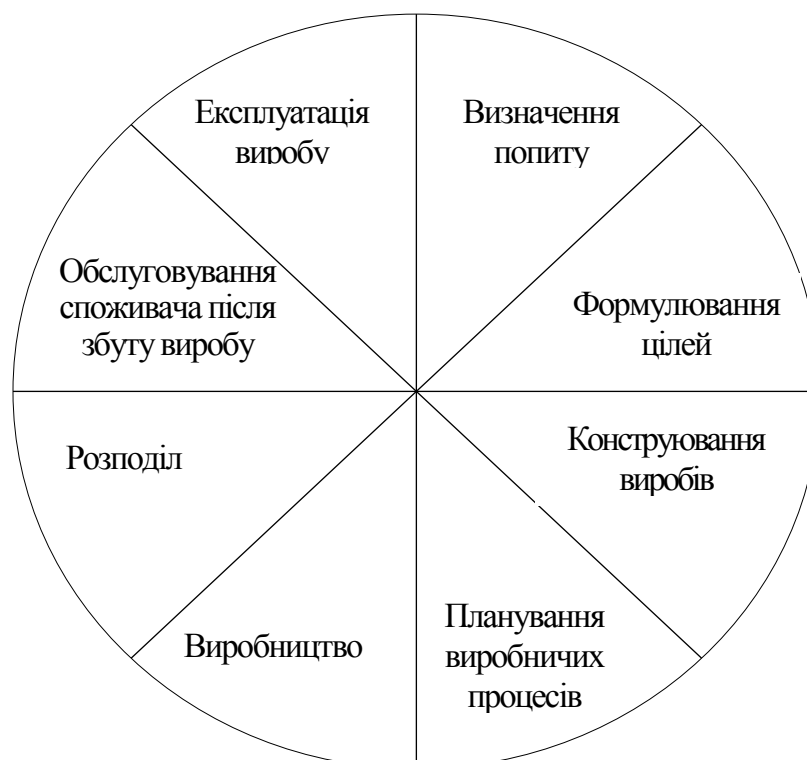 Експлуатація
виробу
Визначення
попиту
Формулювання
цілей
Конструювання
виробів
Планування
виробничих
процесів
Виробництво
Розподіл
Обслуговування
споживача після
збуту виробу